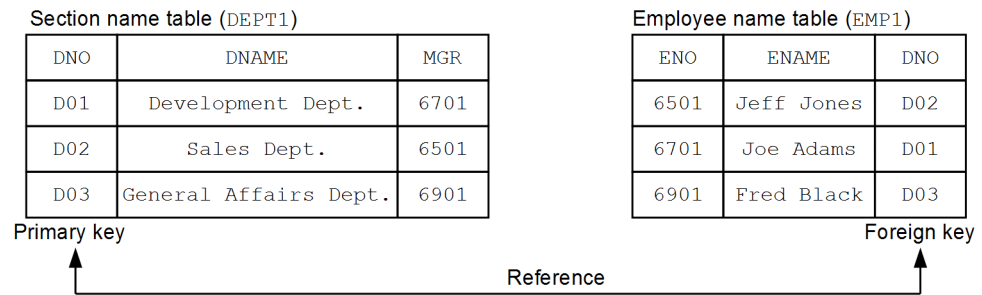 Section name table (DEPT1)
DNO DNAME MGR
D01 Development Dept. 6701
D02 Sales Dept. 6501
D03 General Affairs Dept. 6901
Primary key
Employee name table (EMP1)
ENO ENAME DNO
6501 Jeff Jones D02
6701 Joe Adams D01
6901 Fred Black D03
Foreign key
Reference